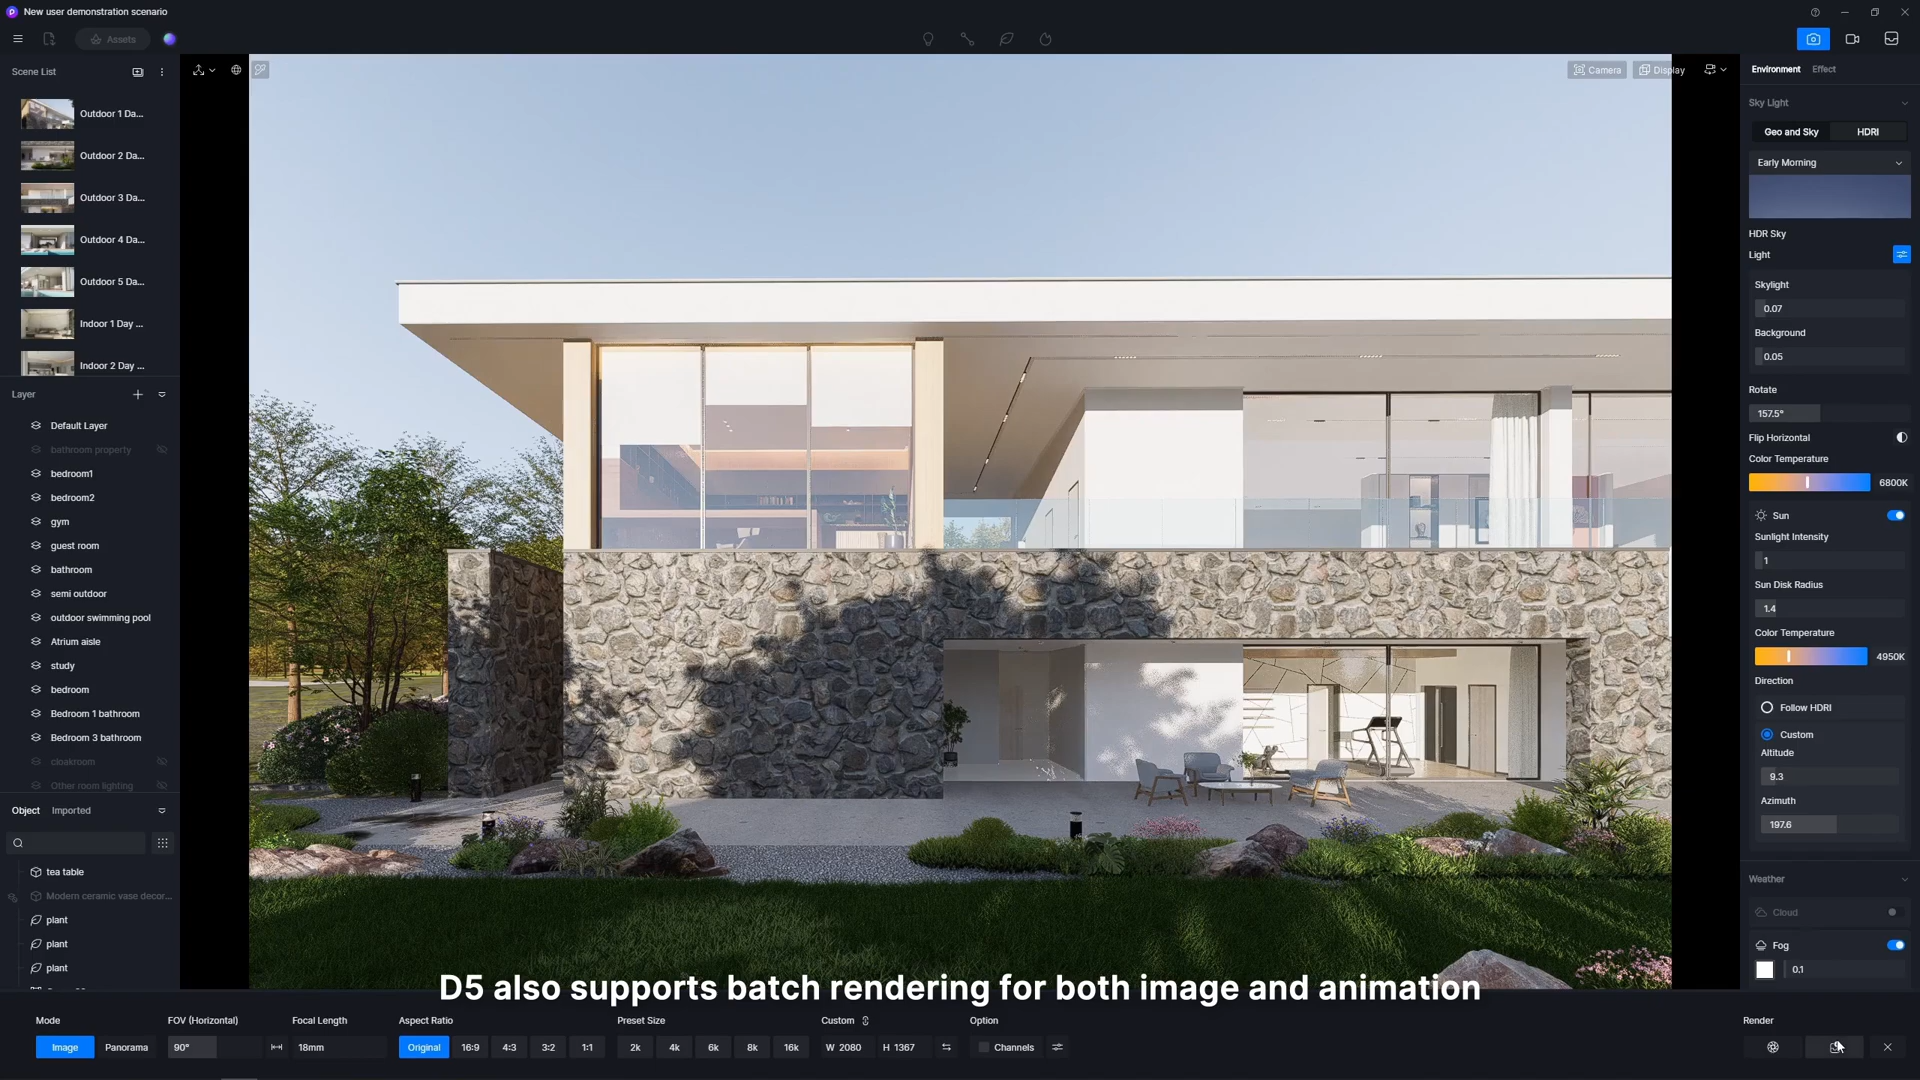 New user demonstration scenario
Assets
Scene List
Outdoor 1 Da...
Outdoor 2 Da...
Outdoor 3 Da...
Outdoor 4 Da...
Outdoor 5 Da...
Indoor 1 Day ...
Indoor 2 Day ...
Layer
Default Layer
bathroom property
bedroom1
bedroom2
gym
guest room
bathroom
semi outdoor
outdoor swimming pool
Atrium aisle
study
bedroom
Bedroom 1 bathroom
Bedroom 3 bathroom
cloakroom
Other room lighting
Object Imported
tea table
Modern ceramic vase decor...
plant
plant
plant
Camera Display
Environment Effect
Sky Light
Geo and Sky HDRI
Early Morning
HDR Sky
Light
Skylight
0.07
Background
0.05
Rotate
157.5°
Flip Horizontal
Color Temperature
6800K
Sun
Sunlight Intensity
1
Sun Disk Radius
1.4
Color Temperature
4950K
Direction
Follow HDRI
Custom
Altitude
9.3
Azimuth
197.6
Weather
Cloud
Fog
0.1
D5 also supports batch rendering for both image and animation
Mode FOV (Horizontal) Focal Length Aspect Ratio Preset Size Custom Option Render
Image Panorama 90° 18mm Original 16:9 4:3 3:2 1:1 2k 4k 6k 8k 16k W 2080 H 1367 Channels